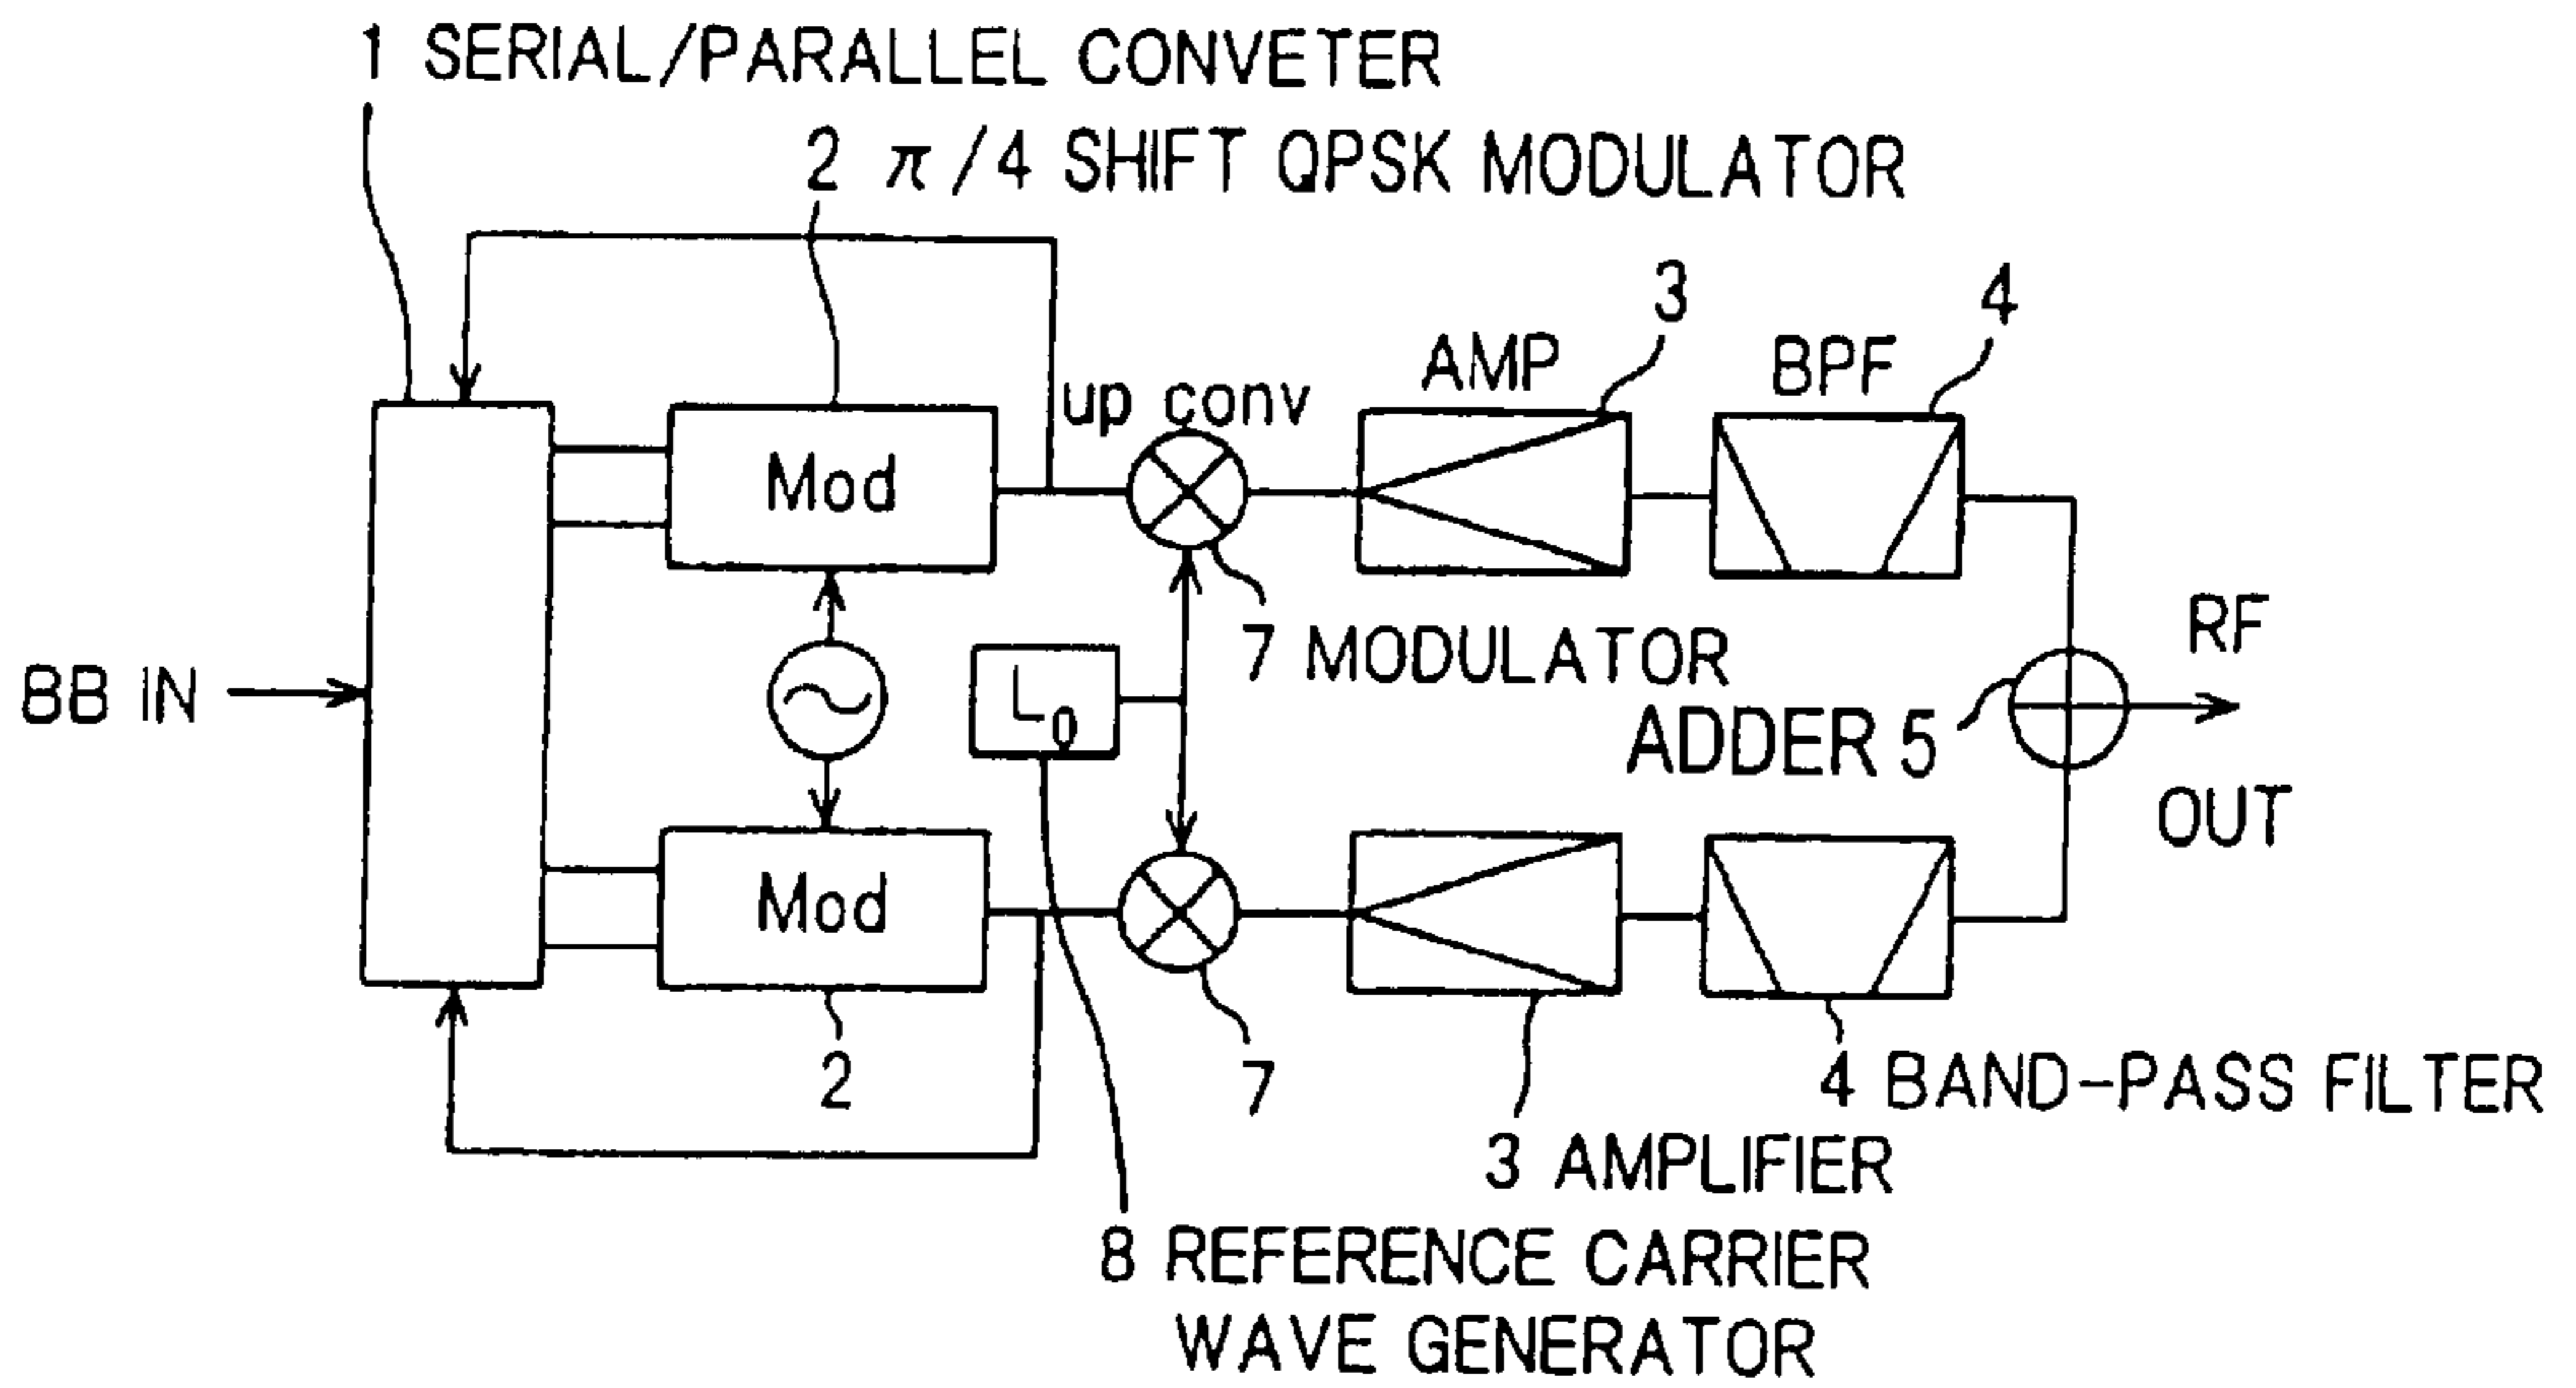 1 SERIAL/PARALLEL CONVETER
2 π/4 SHIFT QPSK MODULATOR
3
4
AMP
BPF
up conv
Mod
7 MODULATOR
RF
BB IN
L0
ADDER 5
OUT
Mod
2
7
4 BAND-PASS FILTER
3 AMPLIFIER
8 REFERENCE CARRIER
WAVE GENERATOR